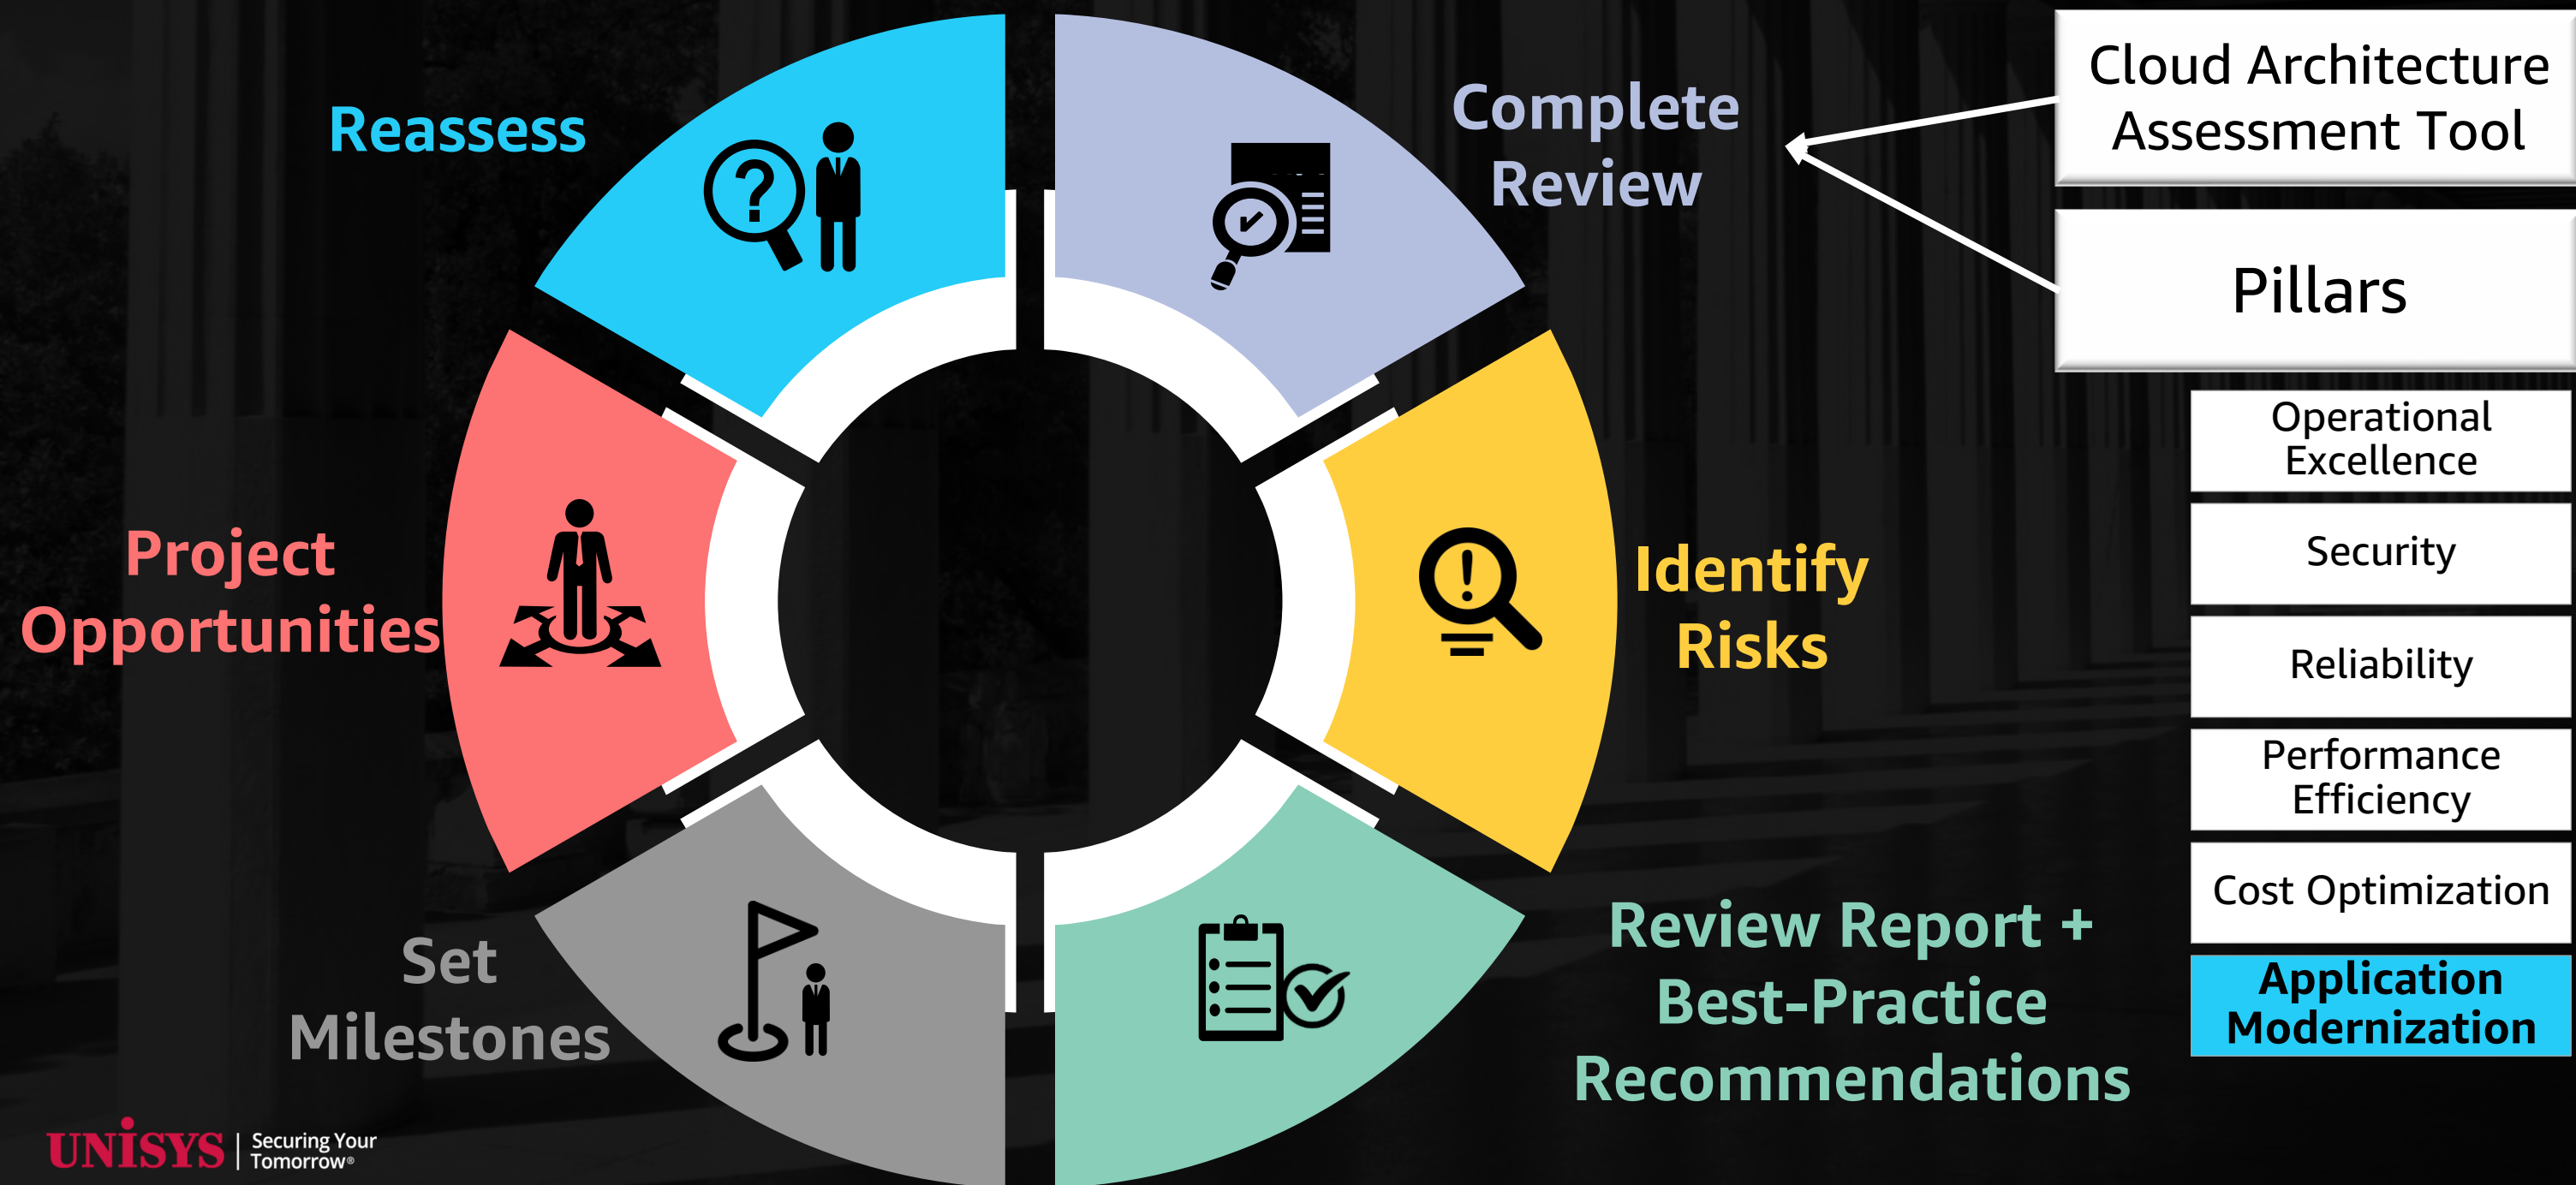 Reassess
Complete
Review
Cloud Architecture
Assessment Tool
Pillars
Operational
Excellence
Security
Reliability
Performance
Efficiency
Cost Optimization
Application
Modernization
?
!
Identify
Risks
Review Report +
Best-Practice
Recommendations
Set
Milestones
Project
Opportunities
UNISYS
Securing Your
Tomorrow®